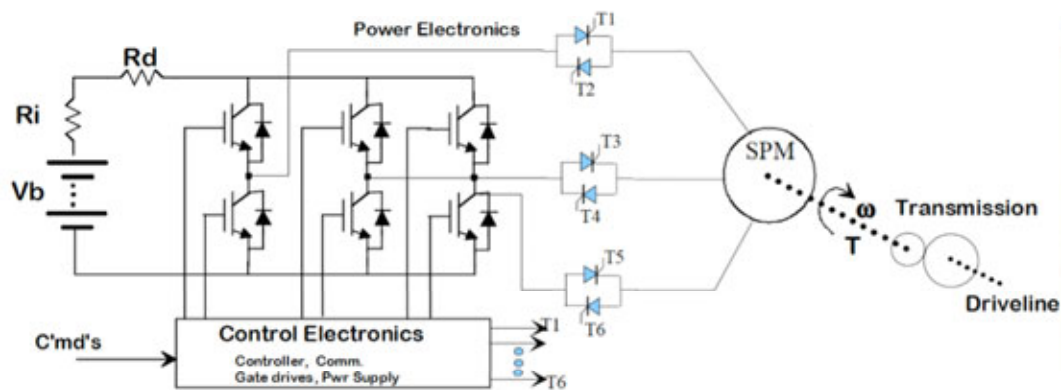 Power Electronics
T1
T2
Rd
Ri
Vb
T3
T4
SPM
ω
T
Transmission
T5
T6
Driveline
C'md's
Control Electronics
Controller, Comm.
Gate drives, Pwr Supply
T1
T6